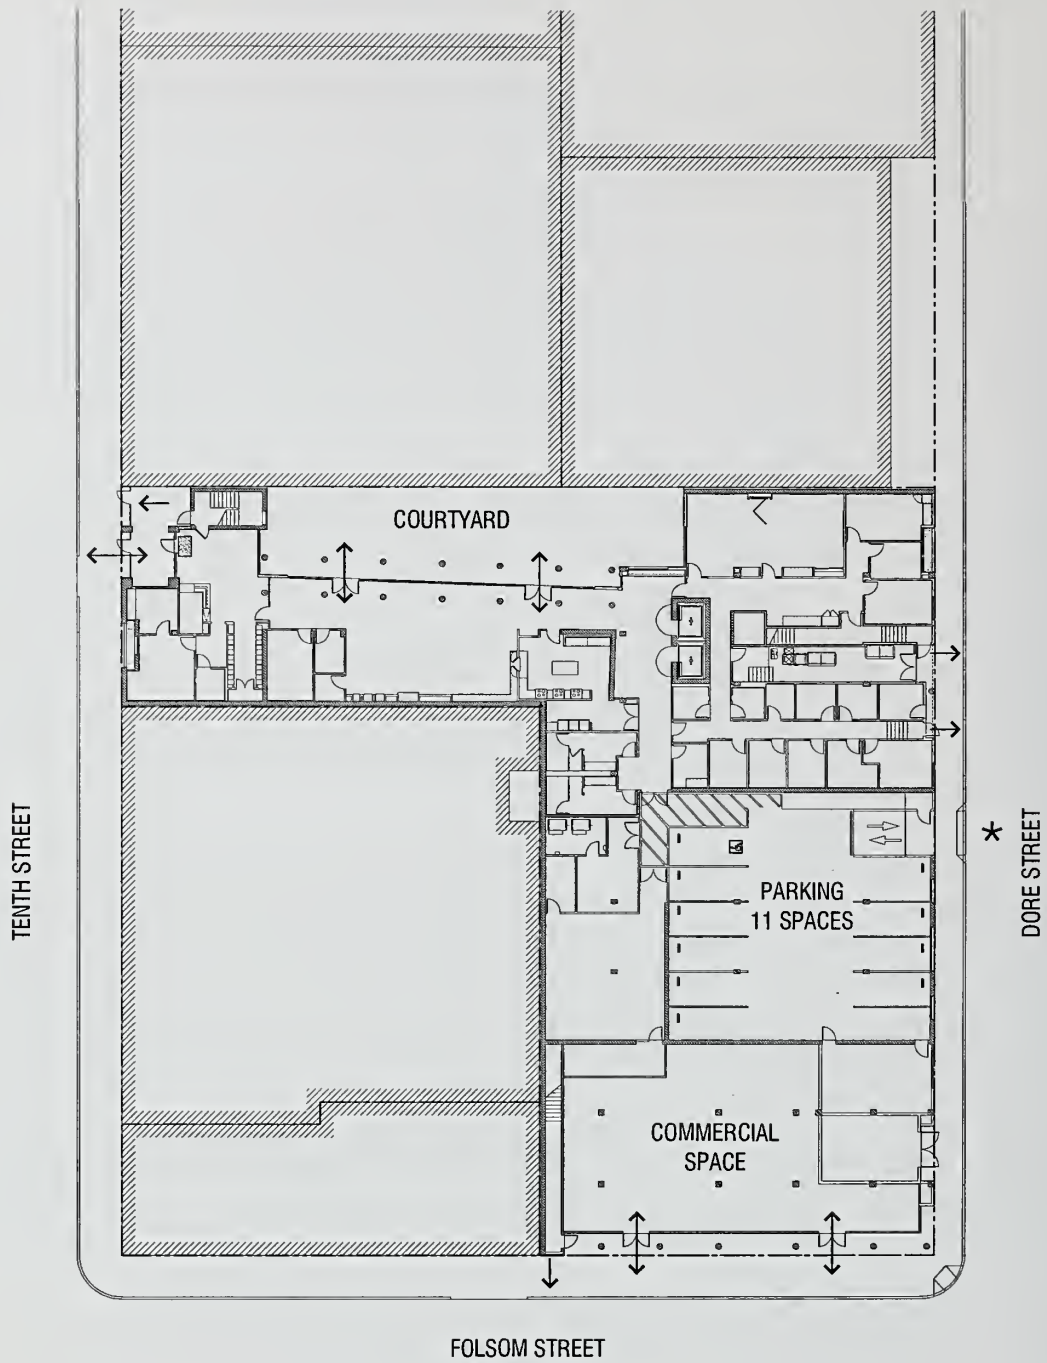 COURTYARD
TENTH STREET
PARKING
11 SPACES
*
DORE STREET
COMMERCIAL
SPACE
FOLSOM STREET